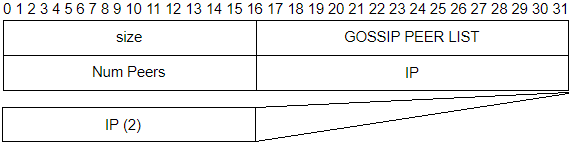 0 1 2 3 4 5 6 7 8 9 10 11 12 13 14 15 16 17 18 19 20 21 22 23 24 25 26 27 28 29 30 31
size GOSSIP PEER LIST
Num Peers IP
IP (2)